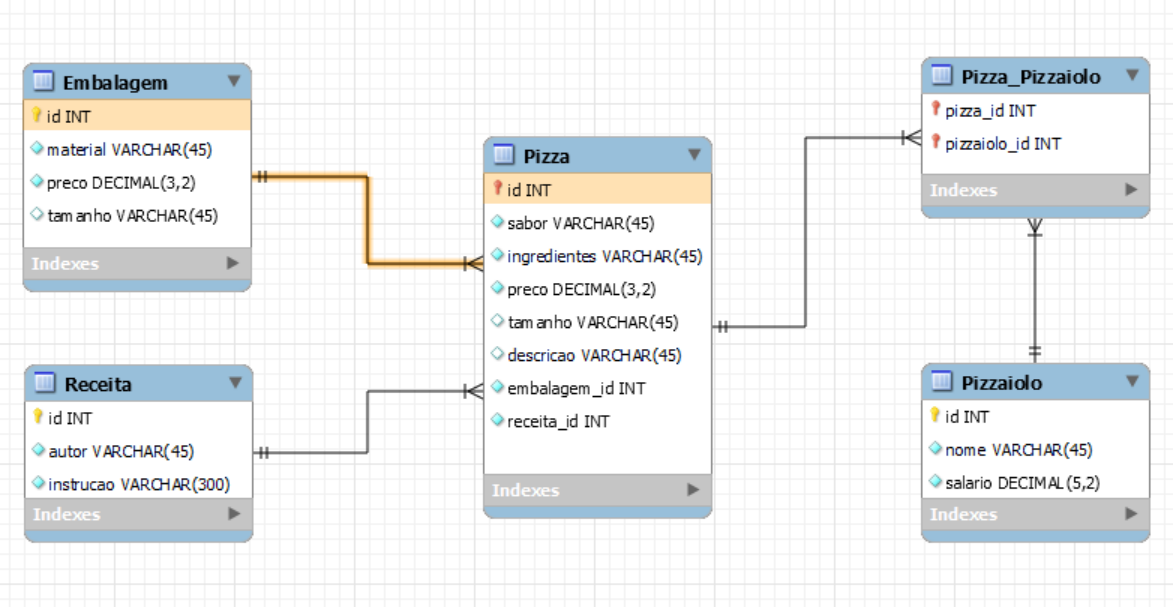 Embalagem
id INT
material VARCHAR(45)
preco DECIMAL(3,2)
tamanho VARCHAR(45)
Indexes
Receita
id INT
autor VARCHAR(45)
instrucao VARCHAR(300)
Indexes
Pizza
id INT
sabor VARCHAR(45)
ingredientes VARCHAR(45)
preco DECIMAL(3,2)
tamanho VARCHAR(45)
descricao VARCHAR(45)
embalagem_id INT
receita_id INT
Indexes
Pizza_Pizzaiolo
pizza_id INT
pizzaiolo_id INT
Indexes
Pizzaiolo
id INT
nome VARCHAR(45)
salario DECIMAL(5,2)
Indexes